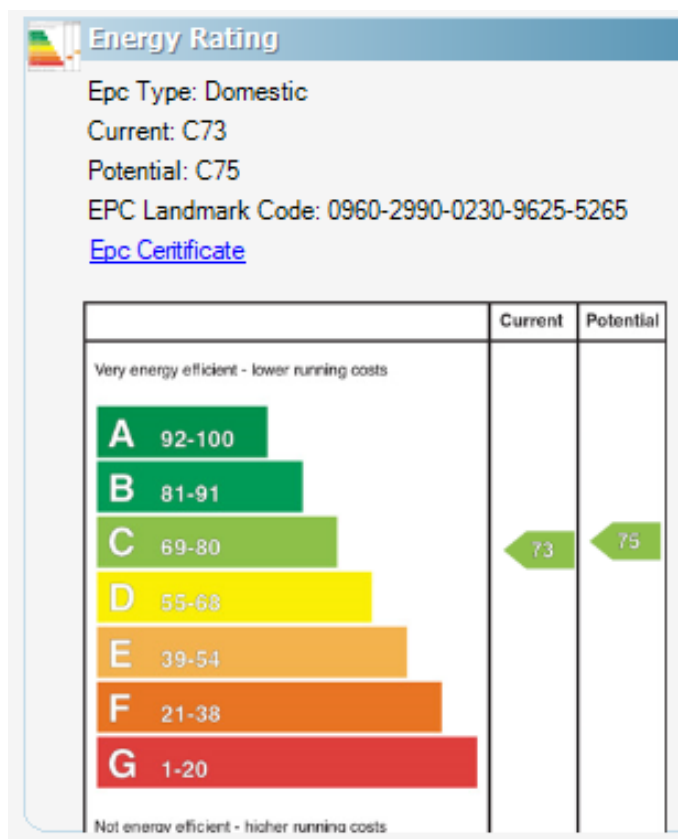 Energy Rating
Epc Type: Domestic
Current: C73
Potential: C75
EPC Landmark Code: 0960-2990-0230-9625-5265
Epc Ceritificate
Current Potential
Very energy efficient - lower running costs
A 92-100
B 81-91
C 69-80 73 75
D 55-68
E 39-54
F 21-38
G 1-20
Not energy efficient - higher running costs